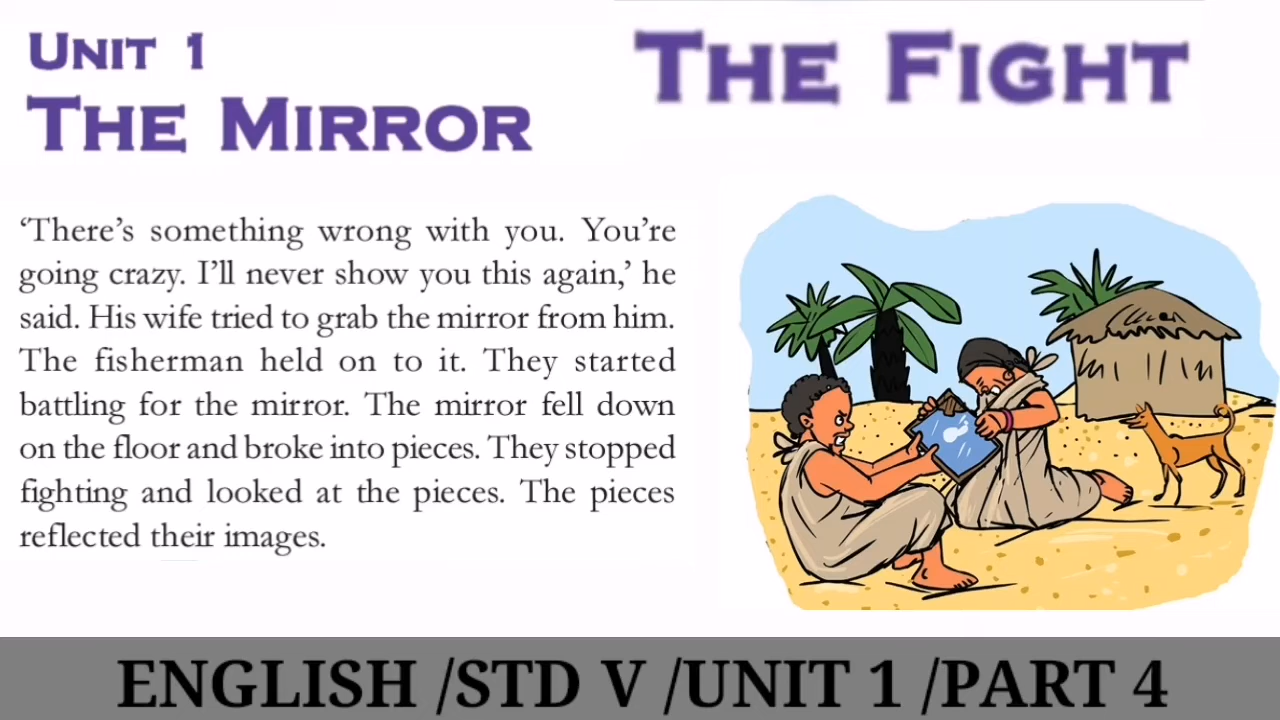 UNIT 1
THE MIRROR
THE FIGHT
‘There’s something wrong with you. You’re
going crazy. I’ll never show you this again,’ he
said. His wife tried to grab the mirror from him.
The fisherman held on to it. They started
battling for the mirror. The mirror fell down
on the floor and broke into pieces. They stopped
fighting and looked at the pieces. The pieces
reflected their images.
ENGLISH /STD V /UNIT 1 /PART 4